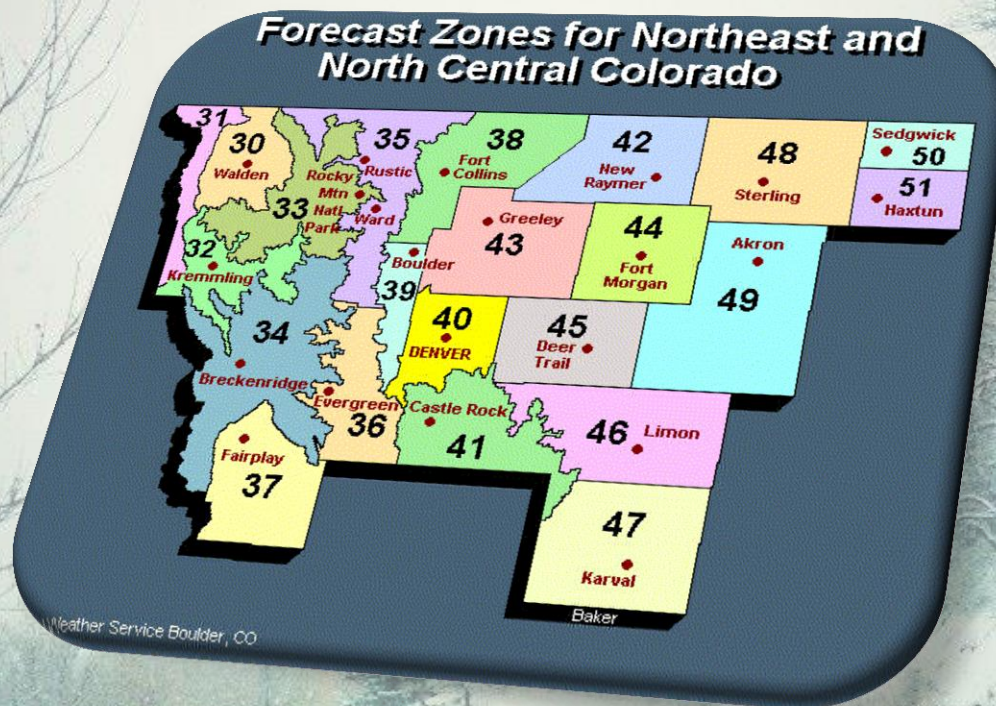 Forecast Zones for Northeast and
North Central Colorado
31
30
Walden
35
Rustic
38
Fort
Collins
42
New
Raymer
48
Sterling
Sedgwick
50
51
Haxtun
Rocky
Mtn
Natl
Park
33
Ward
32
Kremmling
Greeley
43
44
Fort
Morgan
Akron
49
Boulder
39
40
DENVER
45
Deer
Trail
34
Breckenridge
Evergreen
36
Castle Rock
41
46
Limon
Fairplay
37
47
Karval
Baker
Weather Service Boulder, CO